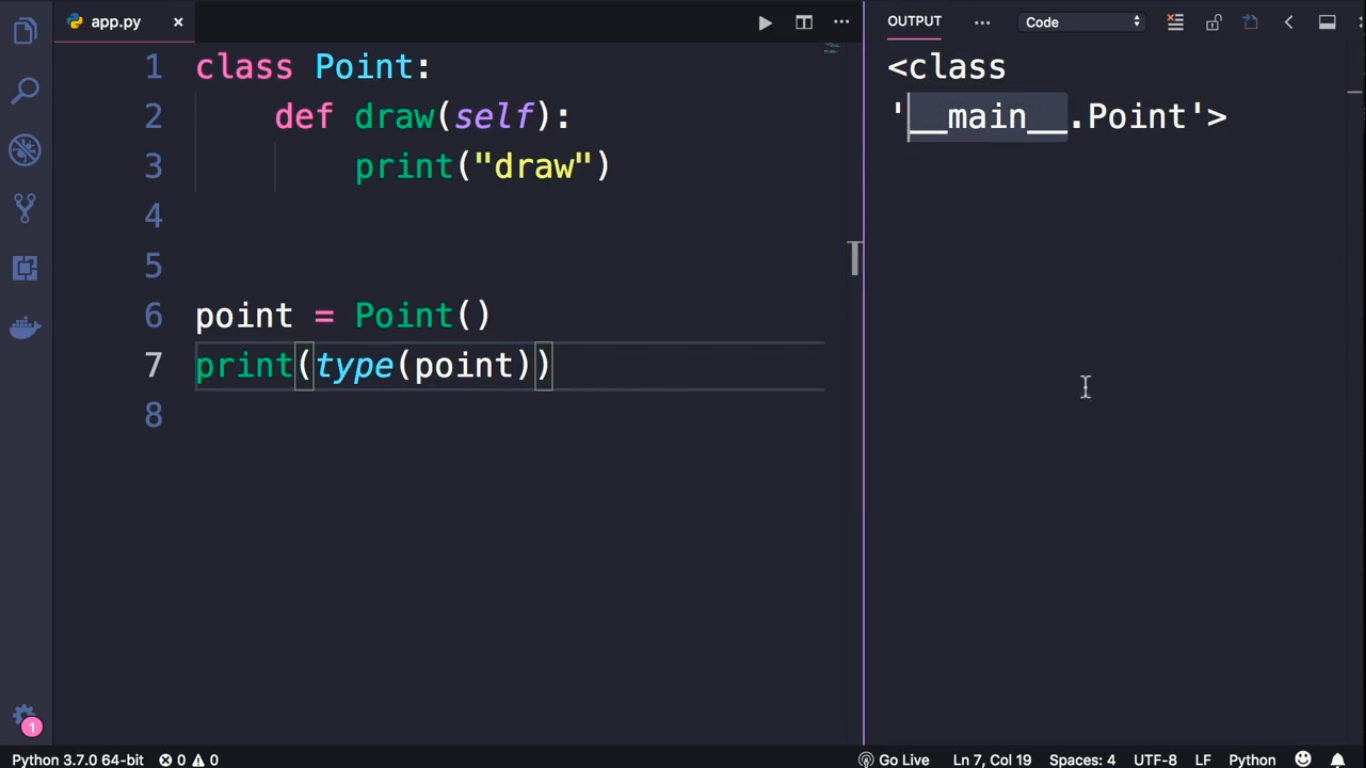 app.py
OUTPUT
Code
1 class Point:
2     def draw(self):
3         print("draw")
4
5
6 point = Point()
7 print(type(point))
8
<class
'__main__.Point'>
1
Python 3.7.0 64-bit 0 0 Go Live Ln 7, Col 19 Spaces: 4 UTF-8 LF Python